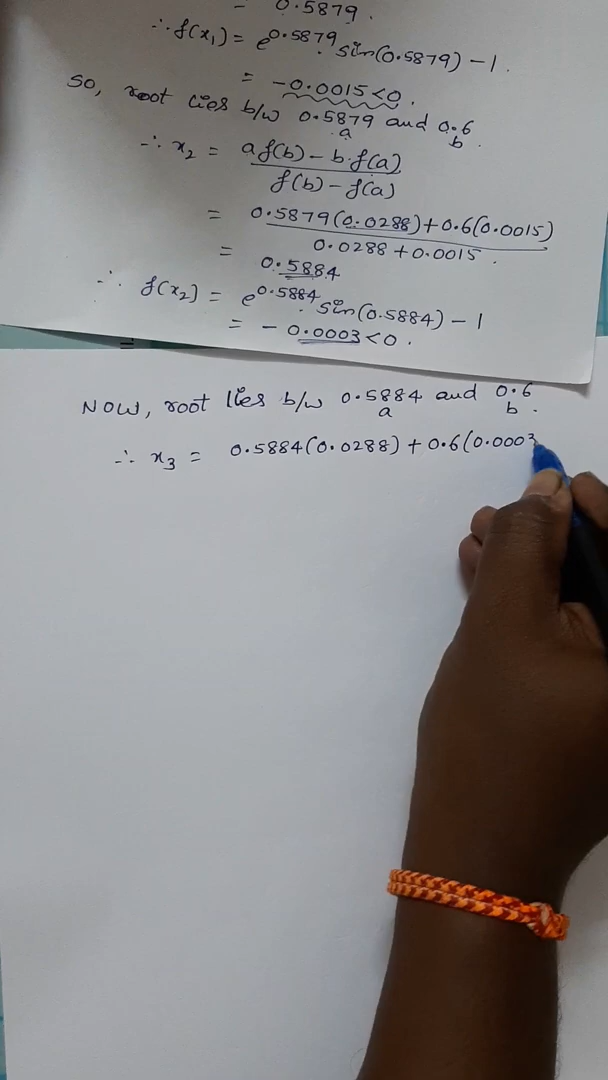 = 0.5879.
∴ f(x₁) = e^0.5879 . sin(0.5879) - 1.
= -0.0015 < 0.
So, root lies b/w 0.5879 and 0.6
a b.
∴ x₂ = af(b) - b.f(a)
f(b) - f(a)
= 0.5879(0.0288) + 0.6(0.0015)
= 0.0288 + 0.0015.
0.5884
∴ f(x₂) = e^0.5884 . sin(0.5884) - 1
= -0.0003 < 0.
NOW, root lies b/w 0.5884 and 0.6
a b.
∴ x₃ = 0.5884(0.0288) + 0.6(0.0003